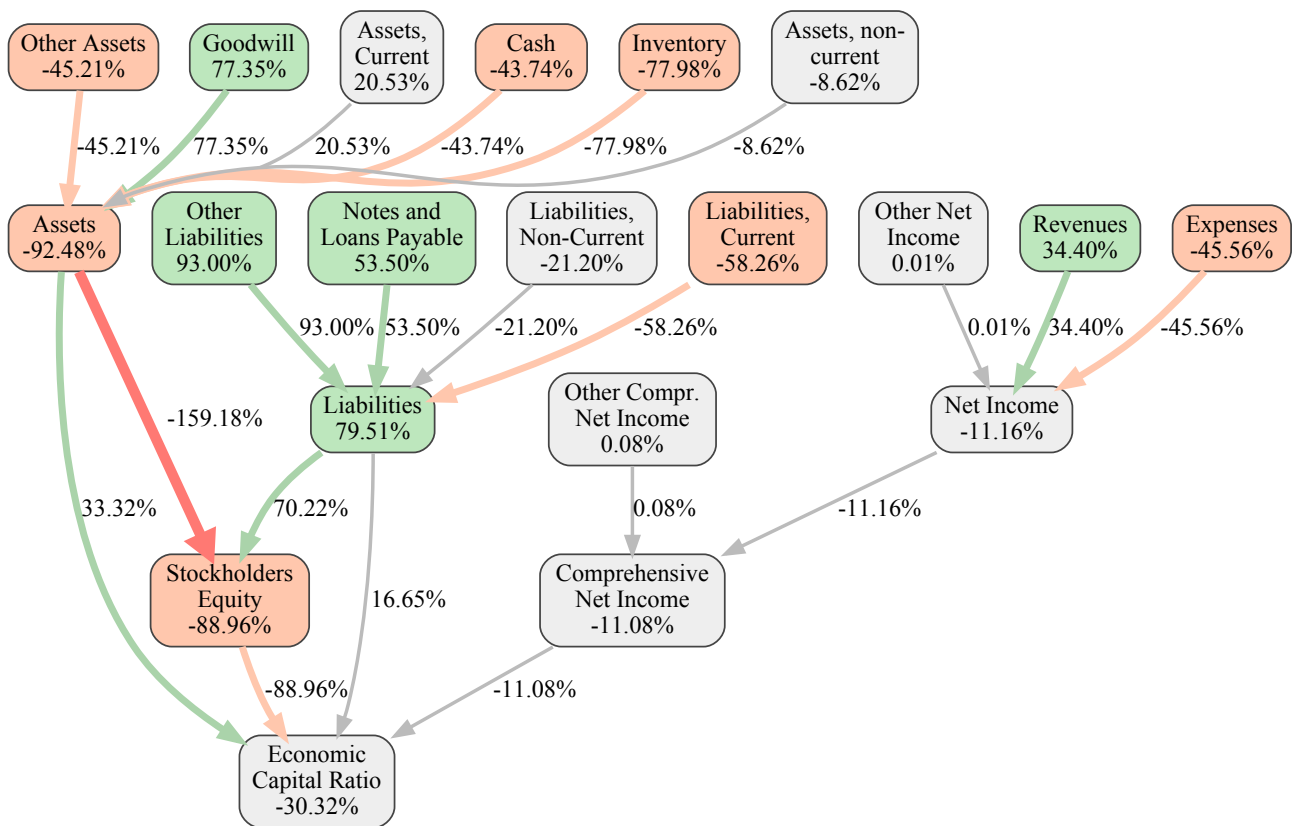 Other Assets
-45.21%
Goodwill
77.35%
Assets,
Current
20.53%
Cash
-43.74%
Inventory
-77.98%
Assets, non-
current
-8.62%
-45.21%
77.35%
20.53%
-43.74%
-77.98%
-8.62%
Assets
-92.48%
Other
Liabilities
93.00%
Notes and
Loans Payable
53.50%
Liabilities,
Non-Current
-21.20%
Liabilities,
Current
-58.26%
Other Net
Income
0.01%
Revenues
34.40%
Expenses
-45.56%
93.00%
53.50%
-21.20%
-58.26%
0.01%
34.40%
-45.56%
-159.18%
Liabilities
79.51%
Other Compr.
Net Income
0.08%
Net Income
-11.16%
33.32%
70.22%
0.08%
-11.16%
Stockholders
Equity
-88.96%
16.65%
Comprehensive
Net Income
-11.08%
-88.96%
-11.08%
Economic
Capital Ratio
-30.32%